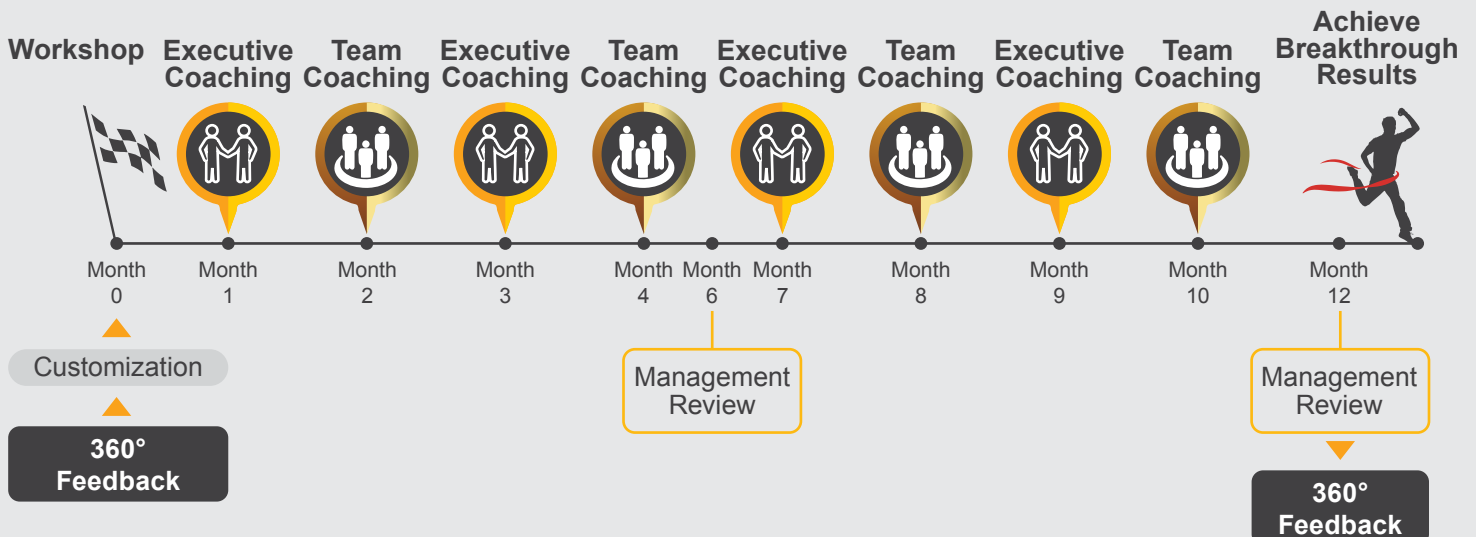 Workshop
Executive
Coaching
Team
Coaching
Executive
Coaching
Team
Coaching
Executive
Coaching
Team
Coaching
Executive
Coaching
Team
Coaching
Achieve
Breakthrough
Results
Month
0
Month
1
Month
2
Month
3
Month
4
Month
6
Month
7
Month
8
Month
9
Month
10
Month
12
Customization
360°
Feedback
Management
Review
Management
Review
360°
Feedback